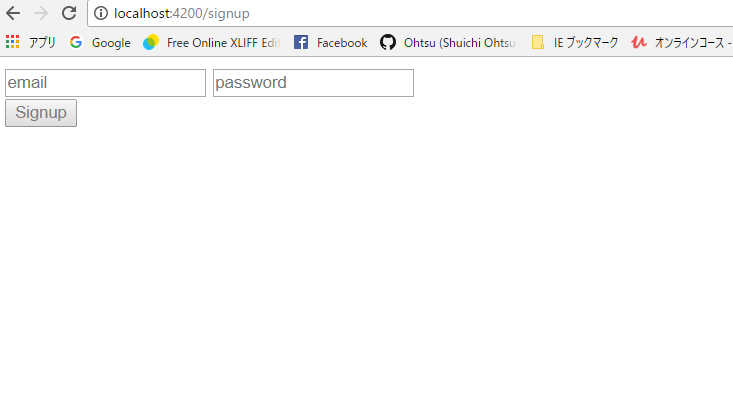 localhost:4200/signup
アプリ Google Free Online XLIFF Edi Facebook Ohtsu (Shuichi Ohtsu IE ブックマーク オンラインコース -
email password
Signup